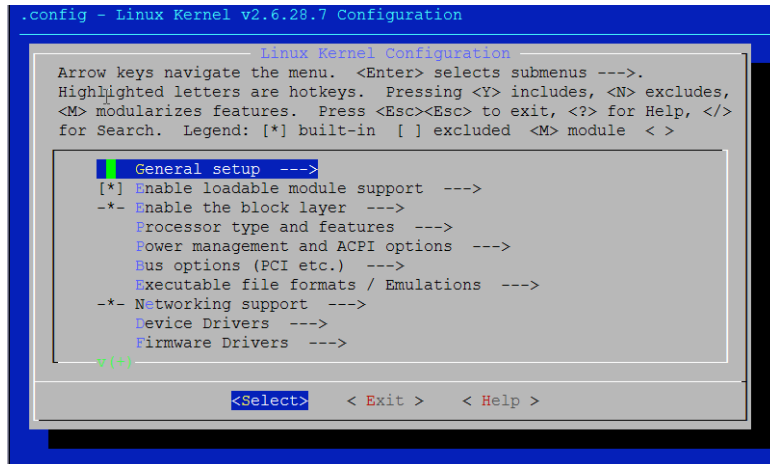 .config - Linux Kernel v2.6.28.7 Configuration
Linux Kernel Configuration
Arrow keys navigate the menu.  <Enter> selects submenus --->.
Highlighted letters are hotkeys.  Pressing <Y> includes, <N> excludes,
<M> modularizes features.  Press <Esc><Esc> to exit, <?> for Help, </>
for Search.  Legend: [*] built-in  [ ] excluded  <M> module  < >
General setup  --->
[*] Enable loadable module support  --->
-*- Enable the block layer  --->
Processor type and features  --->
Power management and ACPI options  --->
Bus options (PCI etc.)  --->
Executable file formats / Emulations  --->
-*- Networking support  --->
Device Drivers  --->
Firmware Drivers  --->
v(+)
<Select>    < Exit >    < Help >